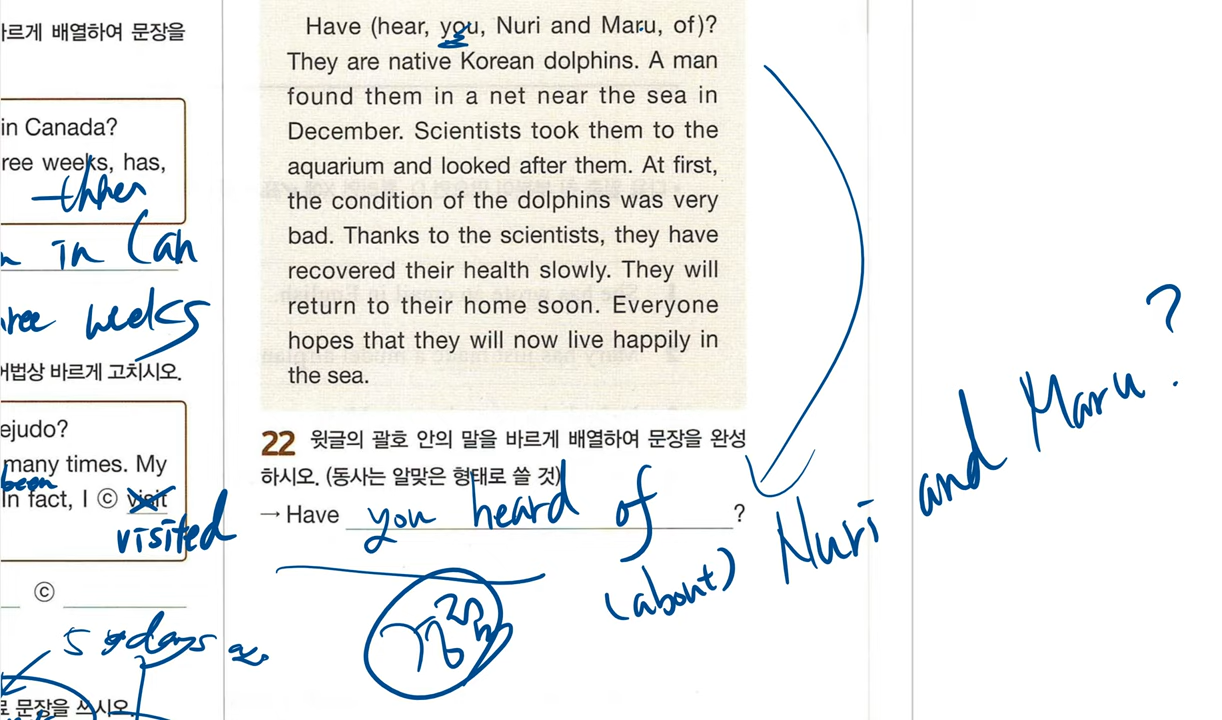 바르게 배열하여 문장을
in Canada?
ree weeks, has,
three
n in Can
hree weeks
어법상 바르게 고치시오.
ejudo?
many times. My
been
In fact, I ⓒ visit
visited
ⓒ
5 days
로 문장을 쓰시오.
Have (hear, you, Nuri and Maru, of)?
They are native Korean dolphins. A man
found them in a net near the sea in
December. Scientists took them to the
aquarium and looked after them. At first,
the condition of the dolphins was very
bad. Thanks to the scientists, they have
recovered their health slowly. They will
return to their home soon. Everyone
hopes that they will now live happily in
the sea.
22 윗글의 괄호 안의 말을 바르게 배열하여 문장을 완성
하시오. (동사는 알맞은 형태로 쓸 것)
→ Have you heard of ?
(about)
Nuri and Maru?
경험